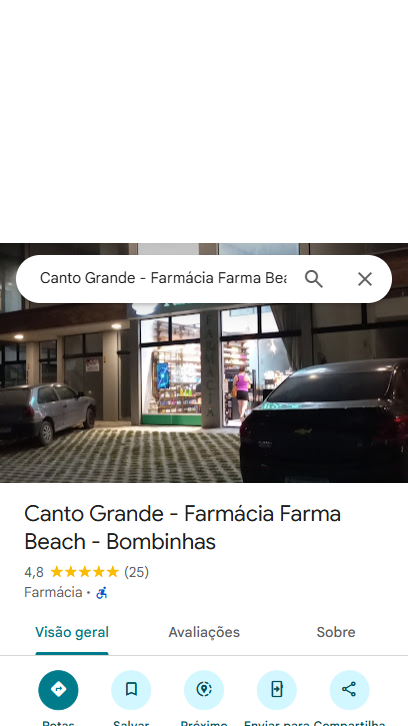 Canto Grande - Farmácia Farma Bea
Canto Grande - Farmácia Farma
Beach - Bombinhas
4,8 (25)
Farmácia ·
Visão geral Avaliações Sobre
Rotas Salvar Próximo Enviar para Compartilha